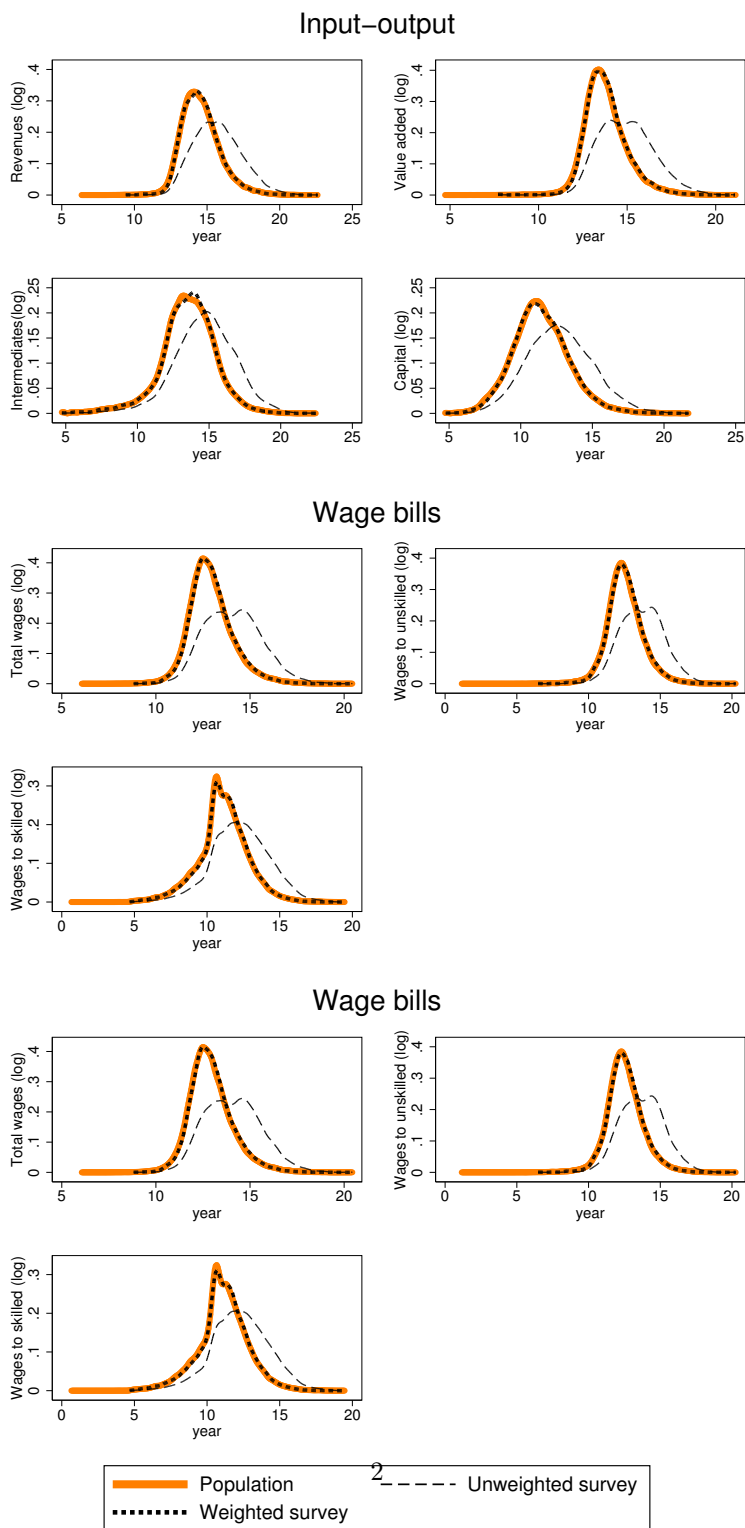 Input–output
Revenues (log)
0 .1 .2 .3 .4
5 10 15 20 25
year
Value added (log)
0 .1 .2 .3 .4
5 10 15 20
year
Intermediates(log)
0 .05 .1 .15 .2 .25
5 10 15 20 25
year
Capital (log)
0 .05 .1 .15 .2 .25
5 10 15 20 25
year
Wage bills
Total wages (log)
0 .1 .2 .3 .4
5 10 15 20
year
Wages to unskilled (log)
0 .1 .2 .3 .4
0 5 10 15 20
year
Wages to skilled (log)
0 .1 .2 .3
0 5 10 15 20
year
Wage bills
Total wages (log)
0 .1 .2 .3 .4
5 10 15 20
year
Wages to unskilled (log)
0 .1 .2 .3 .4
0 5 10 15 20
year
Wages to skilled (log)
0 .1 .2 .3
0 5 10 15 20
year
2
Population Unweighted survey
Weighted survey